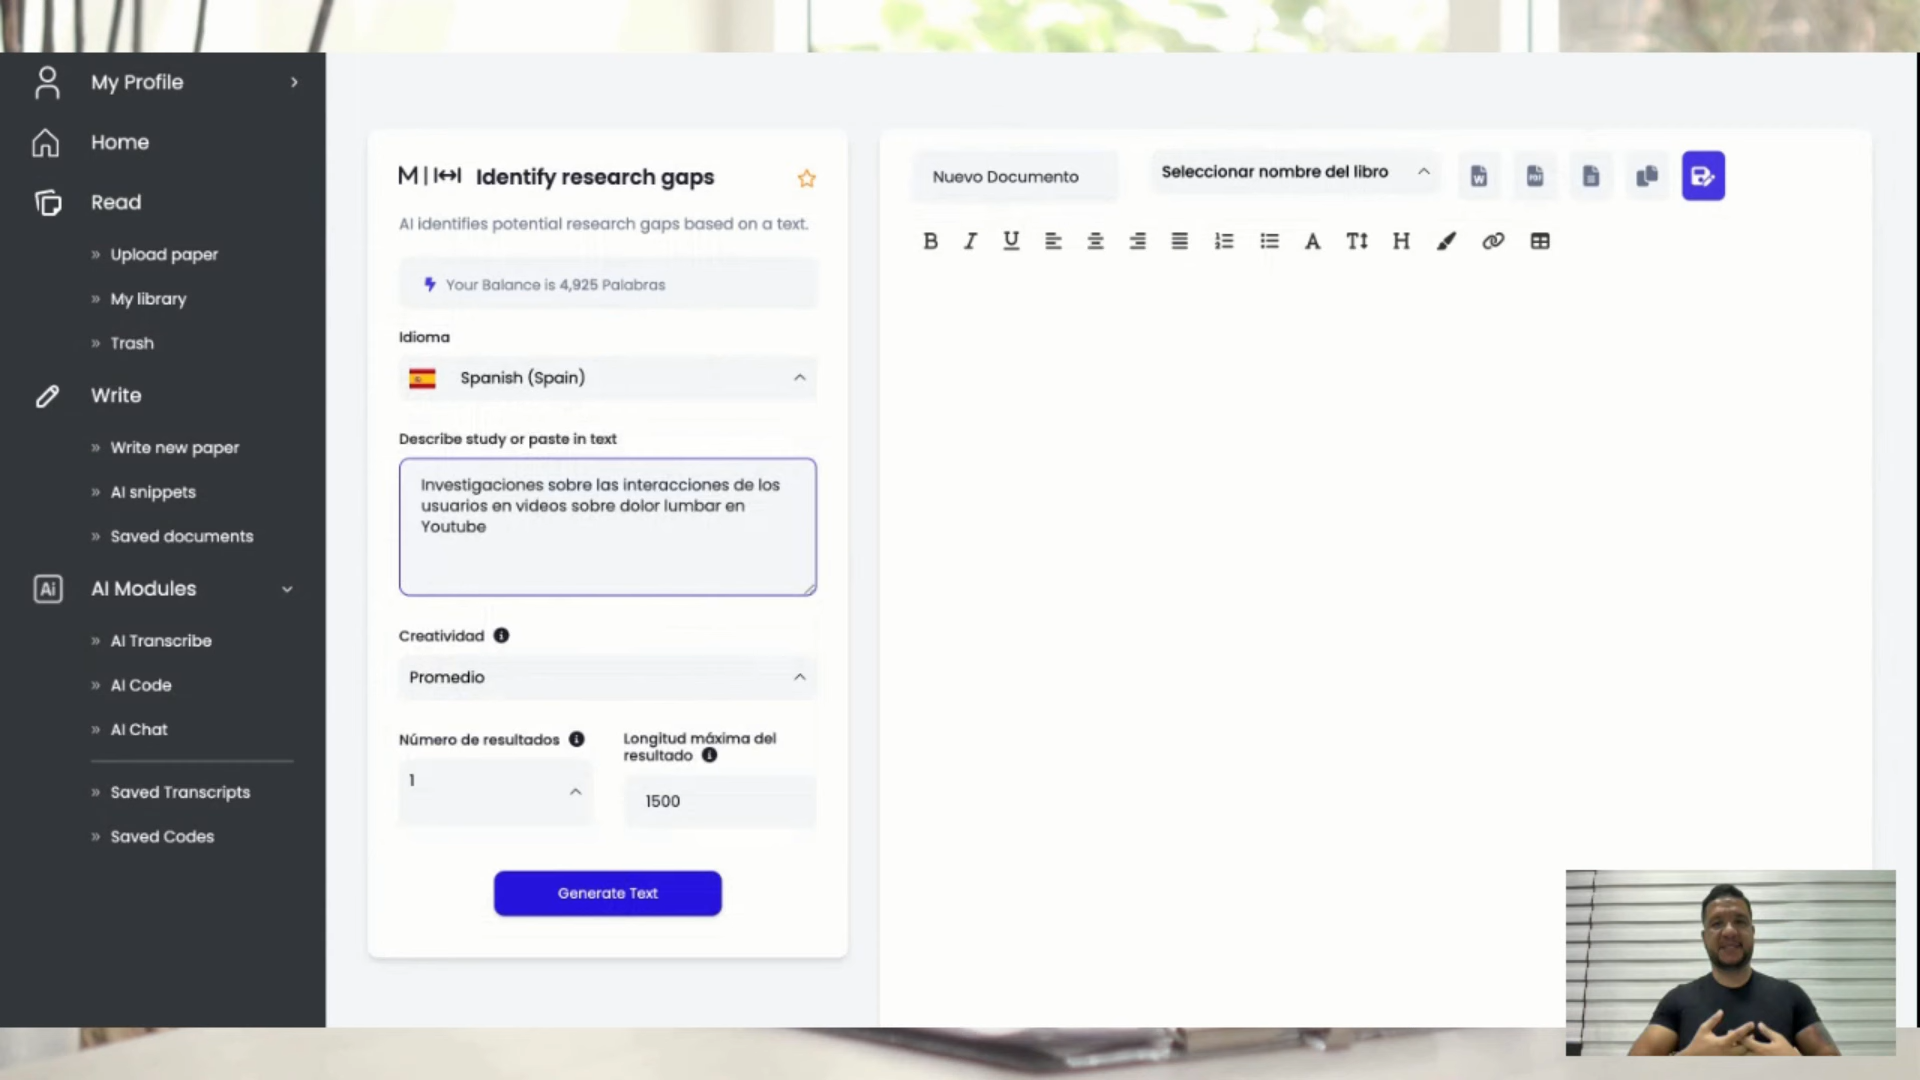 My Profile
Home
Read
» Upload paper
» My library
» Trash
Write
» Write new paper
» AI snippets
» Saved documents
Ai AI Modules
» AI Transcribe
» AI Code
» AI Chat
» Saved Transcripts
» Saved Codes
Identify research gaps
AI identifies potential research gaps based on a text.
Your Balance is 4,925 Palabras
Idioma
Spanish (Spain)
Describe study or paste in text
Investigaciones sobre las interacciones de los
usuarios en videos sobre dolor lumbar en
Youtube
Creatividad
Promedio
Número de resultados
1
Longitud máxima del
resultado
1500
Generate Text
Nuevo Documento
Seleccionar nombre del libro
B I U A T H